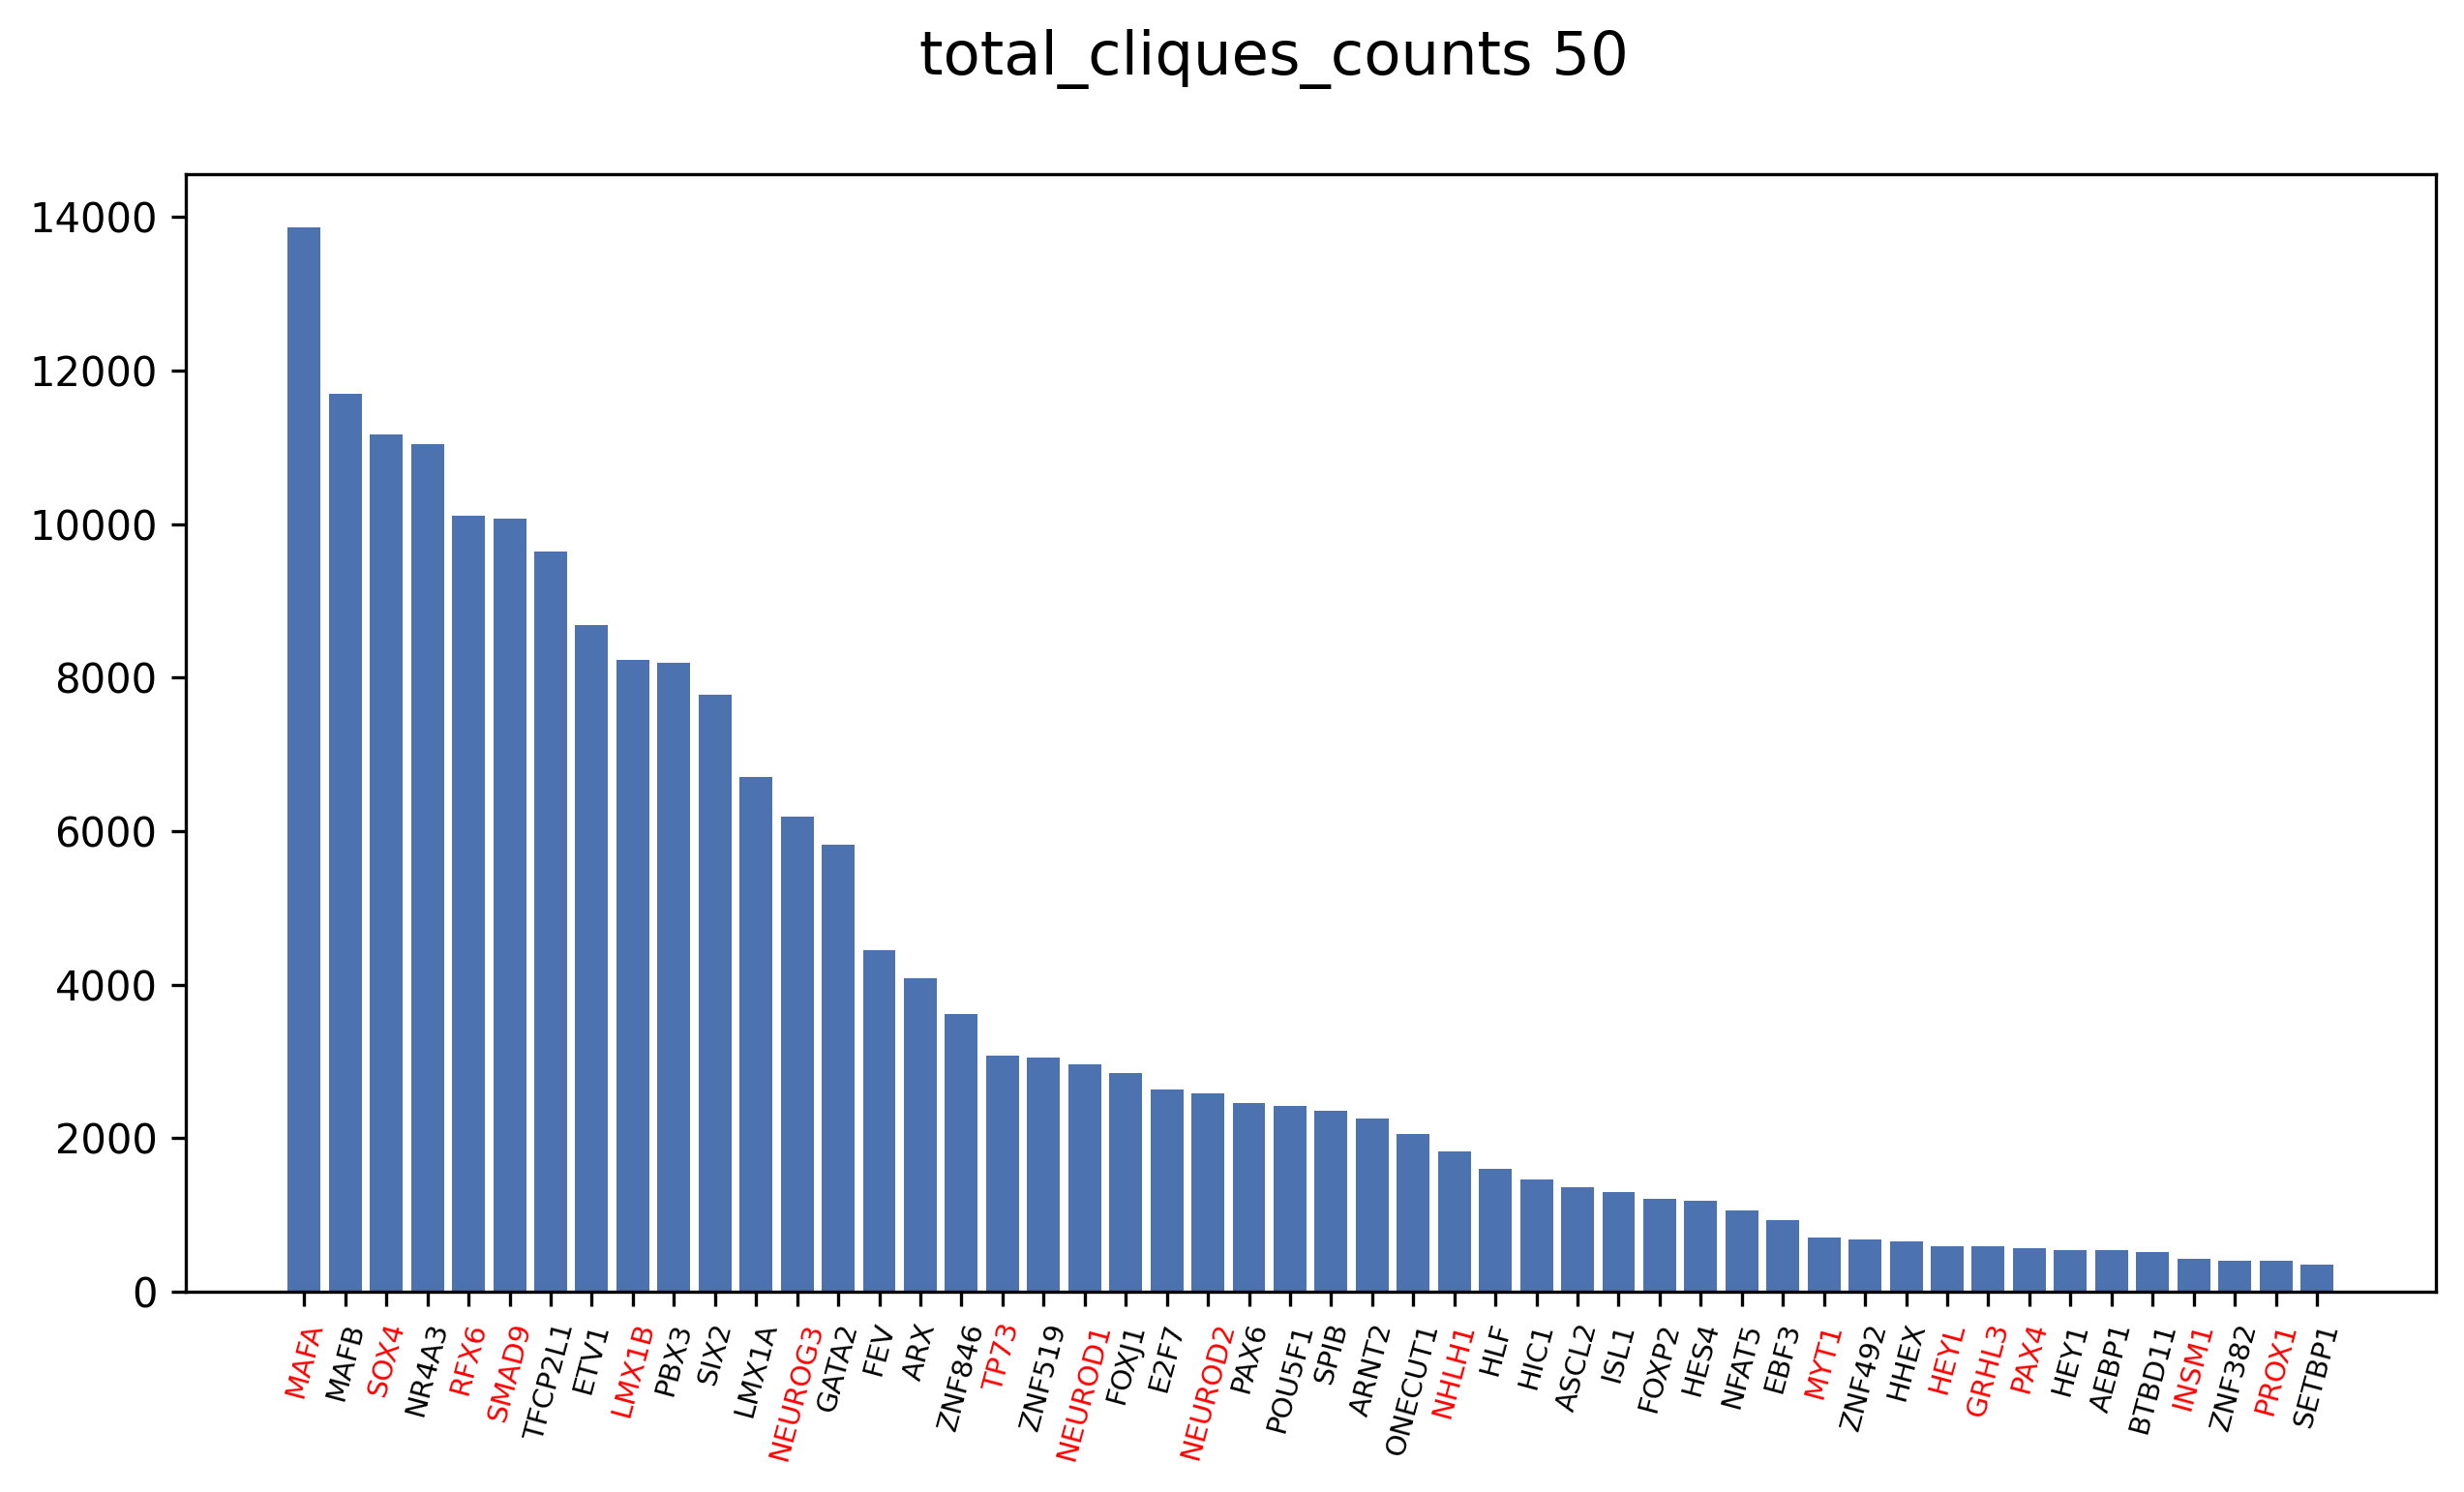 total_cliques_counts 50
14000
12000
10000
8000
6000
4000
2000
0
MAFA
MAFB
SOX4
NR4A3
RFX6
SMAD9
TFCP2L1
ETV1
LMX1B
PBX3
SIX2
LMX1A
NEUROG3
GATA2
FEV
ARX
ZNF846
TP73
ZNF519
NEUROD1
FOXJ1
E2F7
NEUROD2
PAX6
POU5F1
SPIB
ARNT2
ONECUT1
NHLH1
HLF
HIC1
ASCL2
ISL1
FOXP2
HES4
NFAT5
EBF3
MYT1
ZNF492
HHEX
HEYL
GRHL3
PAX4
HEY1
AEBP1
BTBD11
INSM1
ZNF382
PROX1
SETBP1